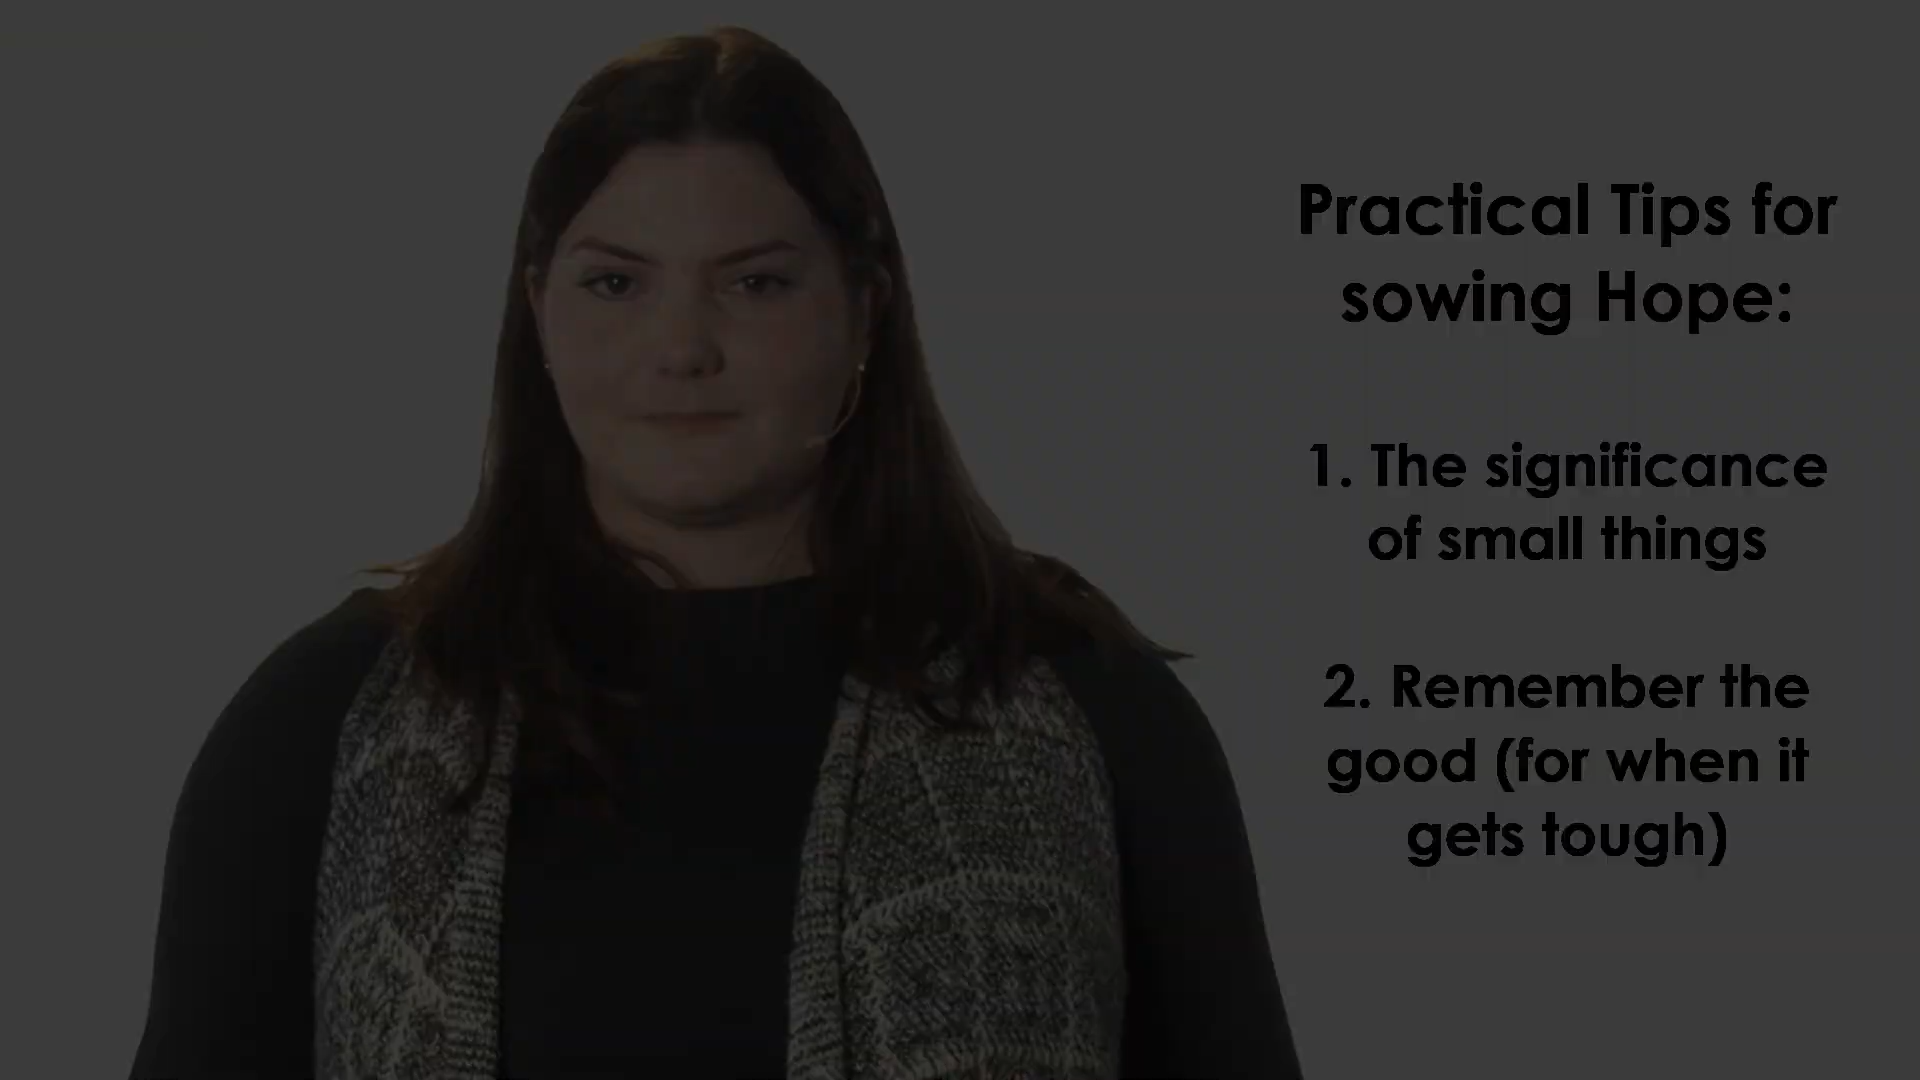 Practical Tips for
sowing Hope:
1. The significance
of small things
2. Remember the
good (for when it
gets tough)